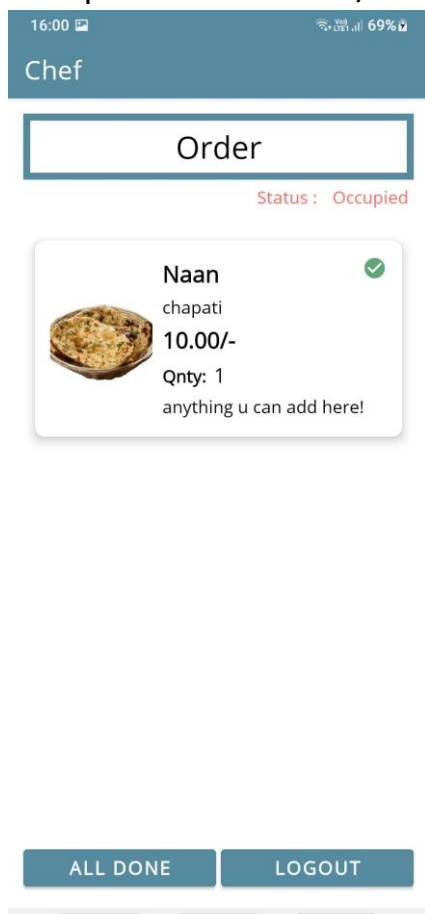 16:00 69%
Chef
Order
Status : Occupied
Naan
chapati
10.00/-
Qnty: 1
anything u can add here!
ALL DONE LOGOUT